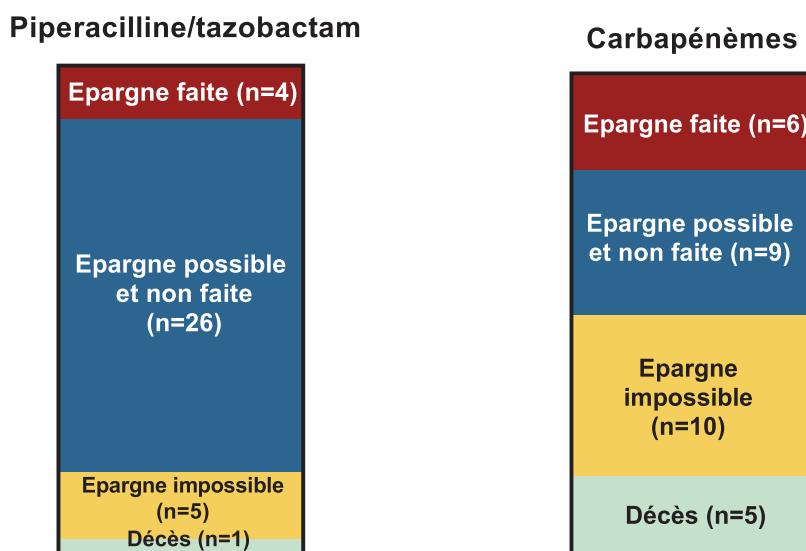 Piperacilline/tazobactam
Epargne faite (n=4)
Epargne possible
et non faite
(n=26)
Epargne impossible
(n=5)
Décès (n=1)
Carbapénèmes
Epargne faite (n=6)
Epargne possible
et non faite (n=9)
Epargne
impossible
(n=10)
Décès (n=5)